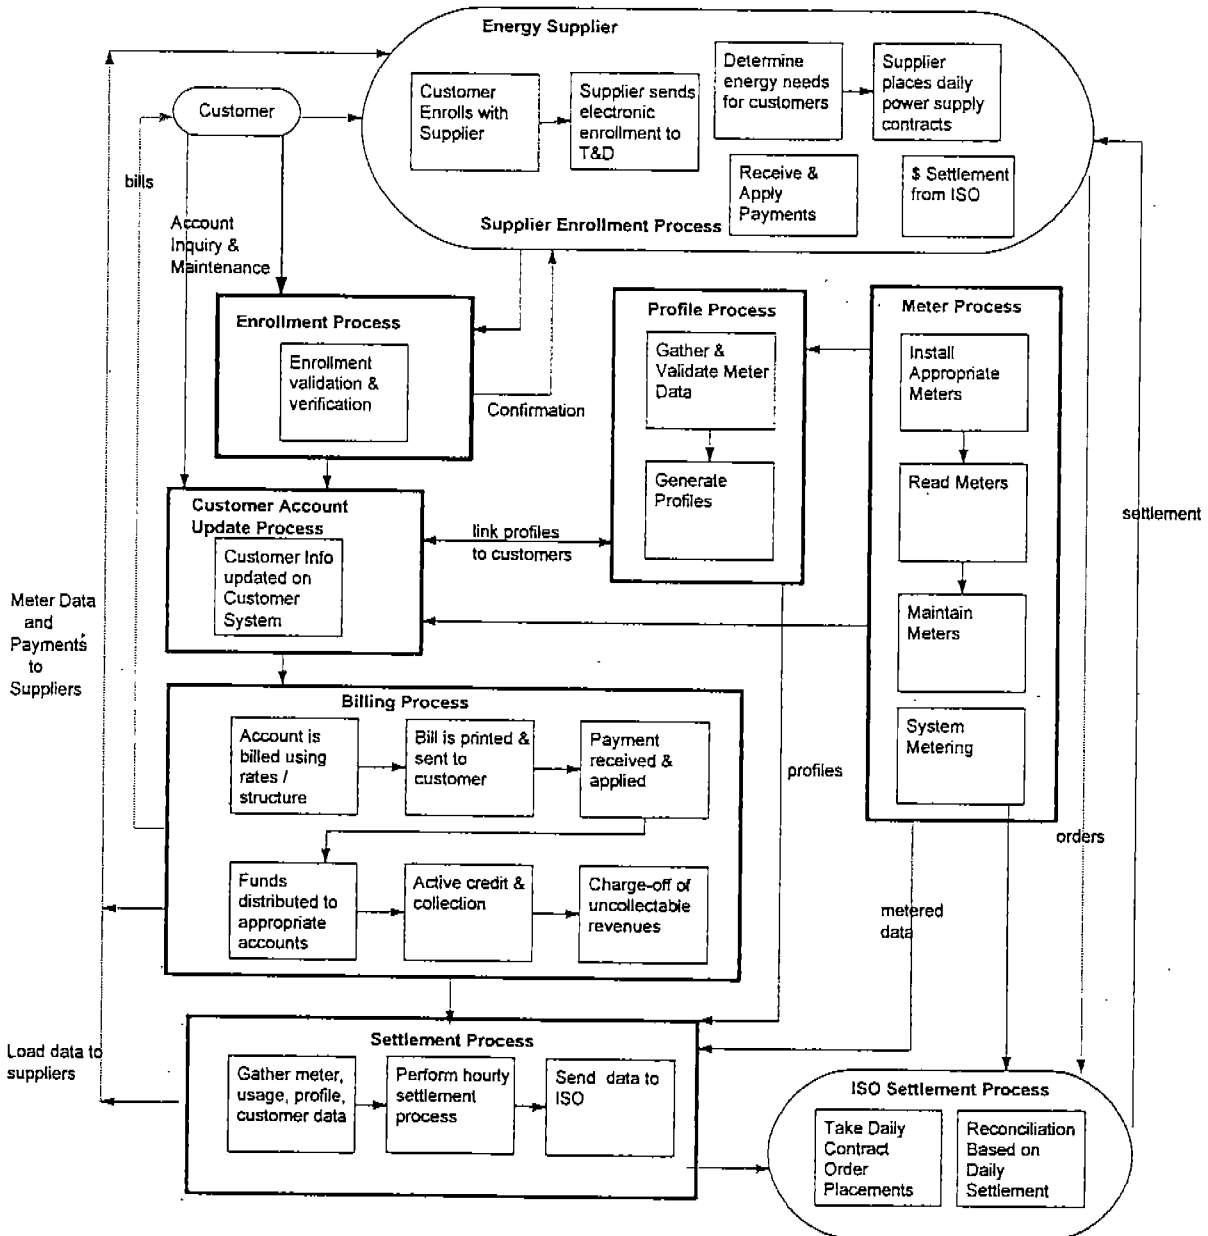 Energy Supplier
Customer
Enrolls with
Supplier
Supplier sends
electronic
enrollment to
T&D
Determine
energy needs
for customers
Supplier
places daily
power supply
contracts
Receive &
Apply
Payments
$ Settlement
from ISO
Supplier Enrollment Process
Customer
bills
Account
Inquiry &
Maintenance
Enrollment Process
Enrollment
validation &
verification
Confirmation
Profile Process
Gather &
Validate Meter
Data
Generate
Profiles
Meter Process
Install
Appropriate
Meters
Read Meters
Maintain
Meters
System
Metering
settlement
Customer Account
Update Process
Customer Info
updated on
Customer
System
link profiles
to customers
Meter Data
and
Payments
to
Suppliers
Billing Process
Account is
billed using
rates /
structure
Bill is printed &
sent to
customer
Payment
received &
applied
Funds
distributed to
appropriate
accounts
Active credit &
collection
Charge-off of
uncollectable
revenues
profiles
orders
metered
data
Load data to
suppliers
Settlement Process
Gather meter,
usage, profile,
customer data
Perform hourly
settlement
process
Send data to
ISO
ISO Settlement Process
Take Daily
Contract
Order
Placements
Reconciliation
Based on
Daily
Settlement